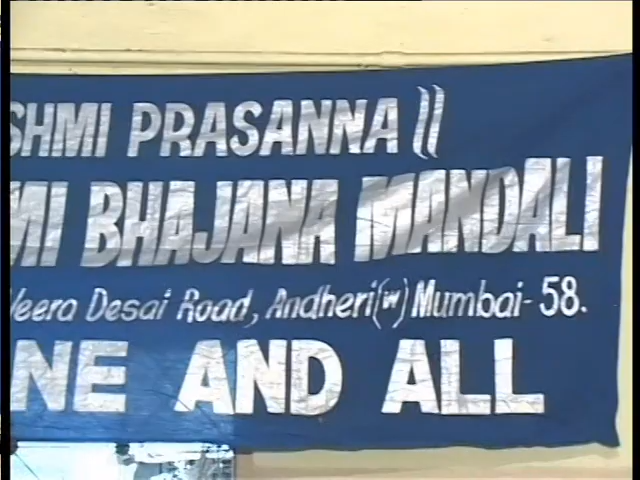 SHMI PRASANNA ||
MI BHAJANA MANDALI
Veera Desai Road, Andheri (w) Mumbai-58.
NE AND ALL